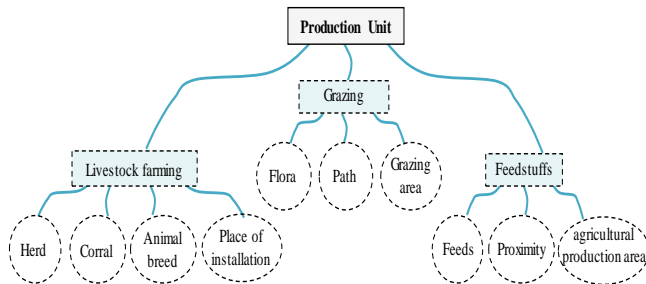 Production Unit
Grazing
Livestock farming
Flora
Path
Grazing
area
Feedstuffs
Herd
Corral
Animal
breed
Place of
installation
Feeds
Proximity
agricultural
production area